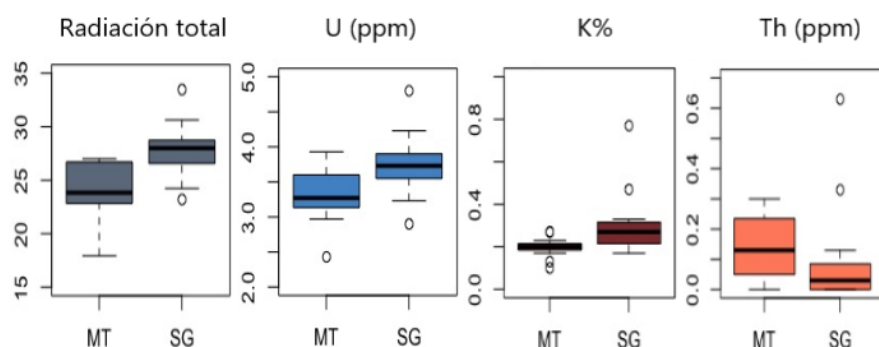 Radiación total
U (ppm)
K%
Th (ppm)
35
30
25
20
15
MT
SG
5.0
4.0
3.0
2.0
MT
SG
0.8
0.4
0.0
MT
SG
0.6
0.4
0.2
0.0
MT
SG